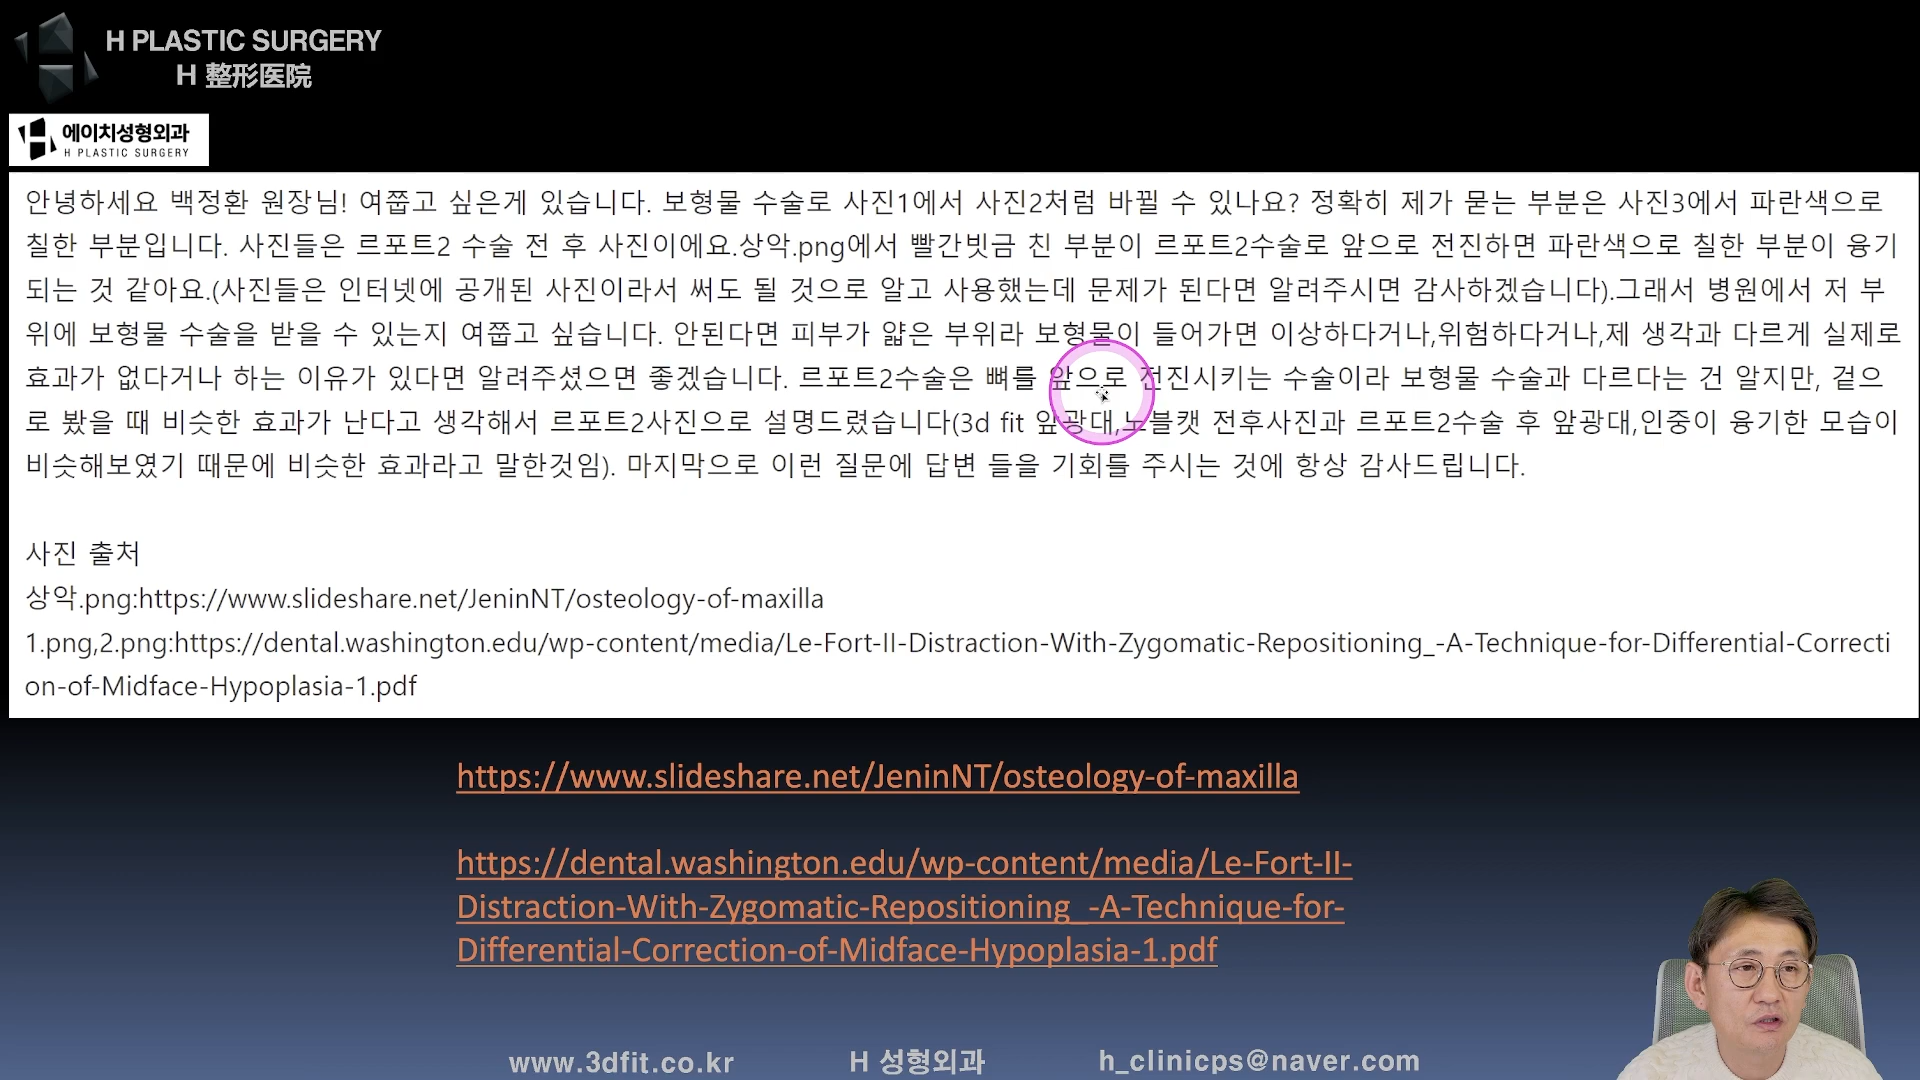 H PLASTIC SURGERY
H 整形医院
에이치성형외과
H PLASTIC SURGERY
안녕하세요 백정환 원장님! 여쭙고 싶은게 있습니다. 보형물 수술로 사진1에서 사진2처럼 바뀔 수 있나요? 정확히 제가 묻는 부분은 사진3에서 파란색으로
칠한 부분입니다. 사진들은 르포트2 수술 전 후 사진이에요.상악.png에서 빨간빗금 친 부분이 르포트2수술로 앞으로 전진하면 파란색으로 칠한 부분이 융기
되는 것 같아요.(사진들은 인터넷에 공개된 사진이라서 써도 될 것으로 알고 사용했는데 문제가 된다면 알려주시면 감사하겠습니다).그래서 병원에서 저 부
위에 보형물 수술을 받을 수 있는지 여쭙고 싶습니다. 안된다면 피부가 얇은 부위라 보형물이 들어가면 이상하다거나,위험하다거나,제 생각과 다르게 실제로
효과가 없다거나 하는 이유가 있다면 알려주셨으면 좋겠습니다. 르포트2수술은 뼈를 앞으로 전진시키는 수술이라 보형물 수술과 다르다는 건 알지만, 겉으
로 봤을 때 비슷한 효과가 난다고 생각해서 르포트2사진으로 설명드렸습니다(3d fit 앞광대,노블캣 전후사진과 르포트2수술 후 앞광대,인중이 융기한 모습이
비슷해보였기 때문에 비슷한 효과라고 말한것임). 마지막으로 이런 질문에 답변 들을 기회를 주시는 것에 항상 감사드립니다.
사진 출처
상악.png:https://www.slideshare.net/JeninNT/osteology-of-maxilla
1.png,2.png:https://dental.washington.edu/wp-content/media/Le-Fort-II-Distraction-With-Zygomatic-Repositioning_-A-Technique-for-Differential-Correcti
on-of-Midface-Hypoplasia-1.pdf
https://www.slideshare.net/JeninNT/osteology-of-maxilla
https://dental.washington.edu/wp-content/media/Le-Fort-II-
Distraction-With-Zygomatic-Repositioning_-A-Technique-for-
Differential-Correction-of-Midface-Hypoplasia-1.pdf
www.3dfit.co.kr H 성형외과 h_clinicps@naver.com